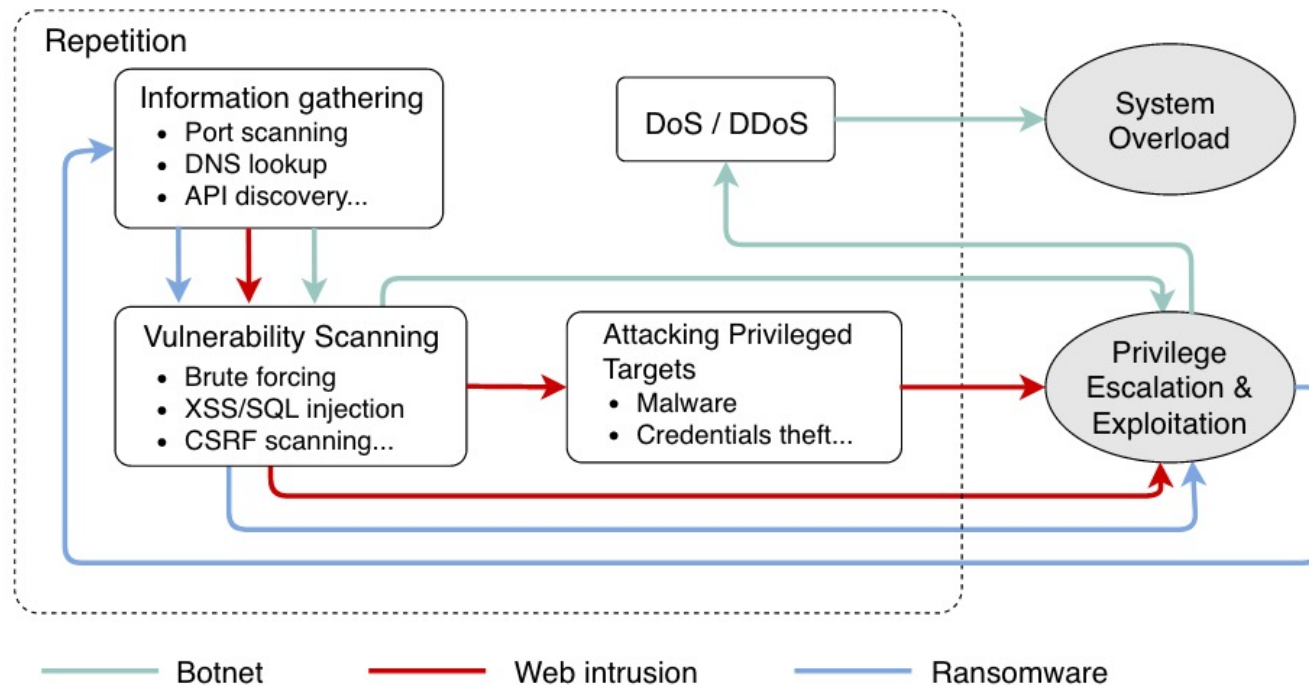 Repetition
Information gathering
• Port scanning
• DNS lookup
• API discovery...
DoS / DDoS
System
Overload
Vulnerability Scanning
• Brute forcing
• XSS/SQL injection
• CSRF scanning...
Attacking Privileged
Targets
• Malware
• Credentials theft...
Privilege
Escalation &
Exploitation
Botnet
Web intrusion
Ransomware